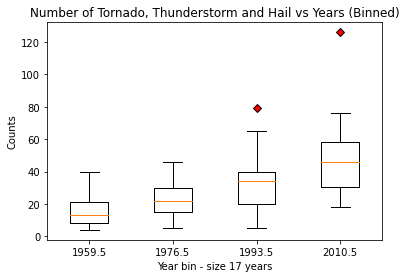 Number of Tornado, Thunderstorm and Hail vs Years (Binned)
120
100
80
60
40
20
0
Counts
1959.5 1976.5 1993.5 2010.5
Year bin - size 17 years